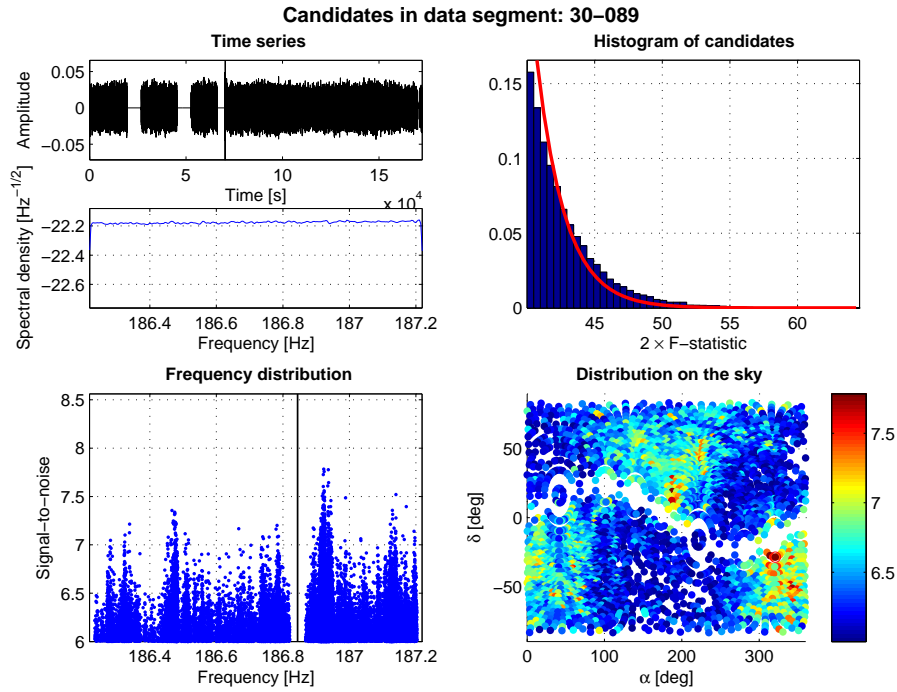 Candidates in data segment: 30−089
Time series
Amplitude
0.05
0
−0.05
0
5
10
15
Time [s]
x 10^4
Spectral density [Hz^−1/2]
−22.2
−22.4
−22.6
186.4
186.6
186.8
187
187.2
Frequency [Hz]
Histogram of candidates
0.15
0.1
0.05
0
45
50
55
60
2 × F−statistic
Frequency distribution
Signal−to−noise
8.5
8
7.5
7
6.5
6
186.4
186.6
186.8
187
187.2
Frequency [Hz]
Distribution on the sky
δ [deg]
50
0
−50
0
100
200
300
α [deg]
7.5
7
6.5